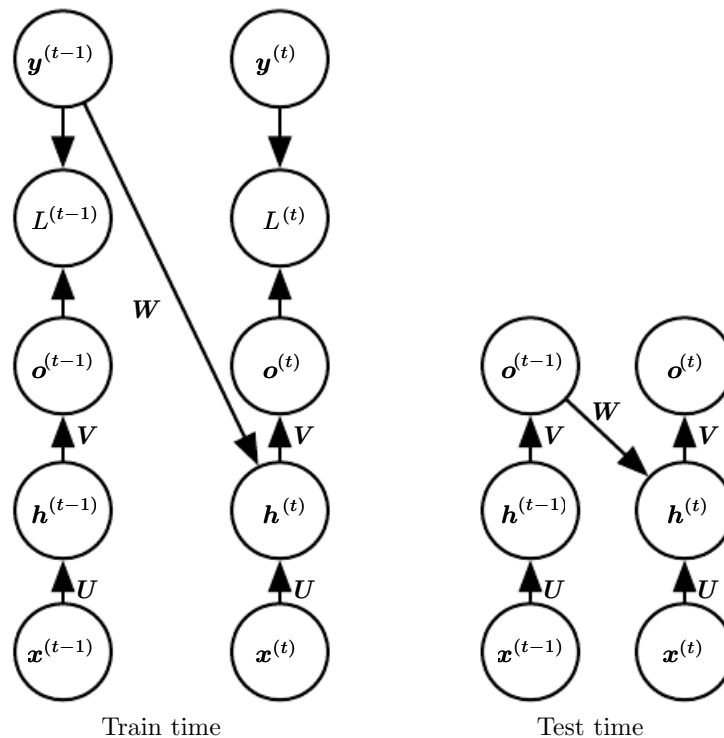 y^{(t−1)} y^{(t)}
L^{(t−1)} L^{(t)}
W
o^{(t−1)} o^{(t)} o^{(t−1)} o^{(t)}
W
V V V V
h^{(t−1)} h^{(t)} h^{(t−1)} h^{(t)}
U U U U
x^{(t−1)} x^{(t)} x^{(t−1)} x^{(t)}
Train time Test time